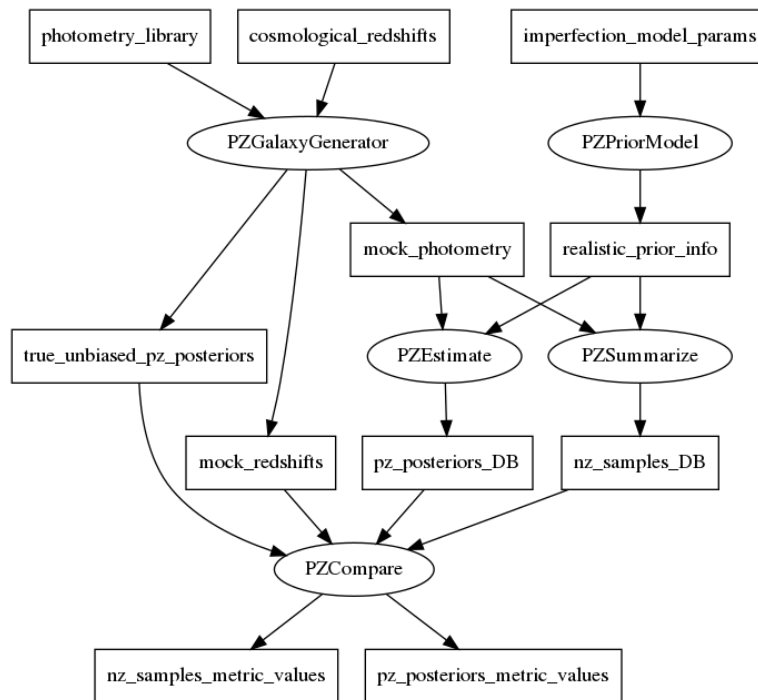 photometry_library
cosmological_redshifts
imperfection_model_params
PZGalaxyGenerator
PZPriorModel
mock_photometry
realistic_prior_info
true_unbiased_pz_posteriors
PZEstimate
PZSummarize
mock_redshifts
pz_posteriors_DB
nz_samples_DB
PZCompare
nz_samples_metric_values
pz_posteriors_metric_values